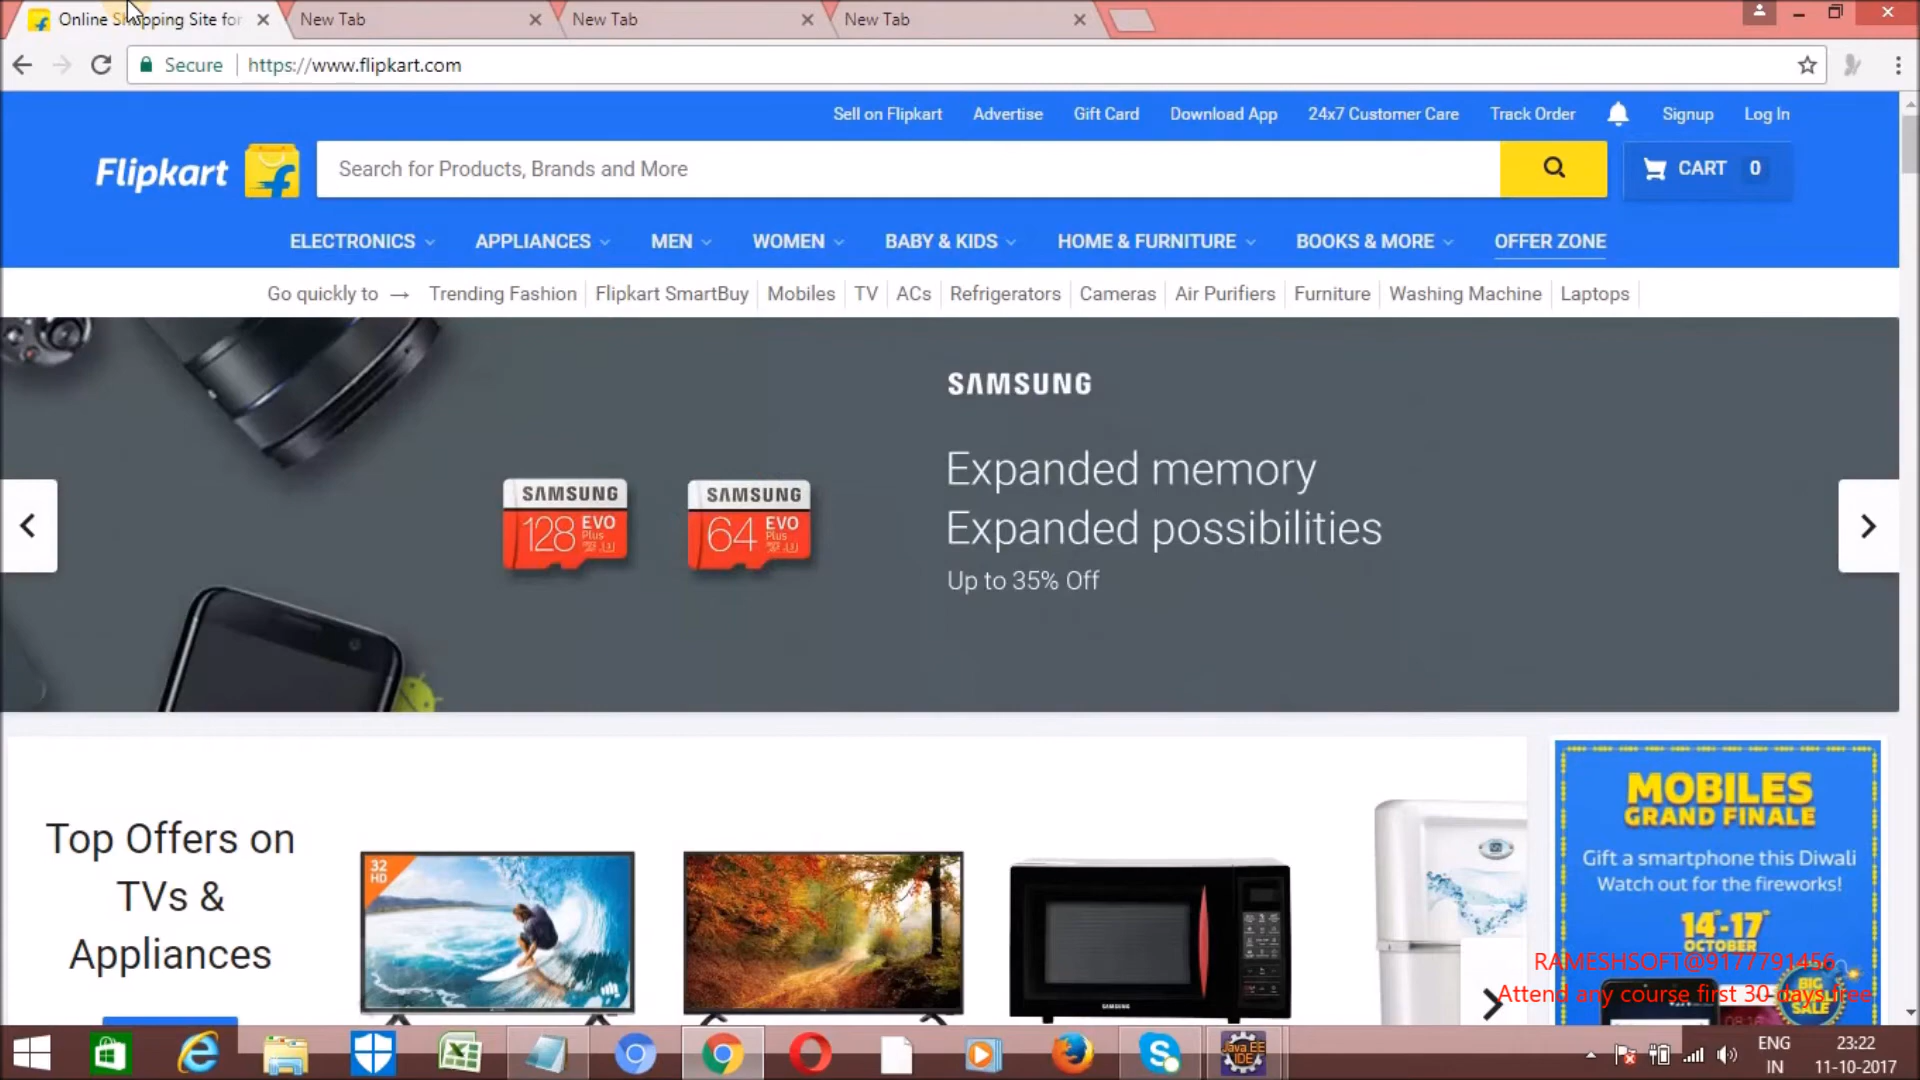 Online Shopping Site for
New Tab
New Tab
New Tab
Secure
https://www.flipkart.com
Sell on Flipkart
Advertise
Gift Card
Download App
24x7 Customer Care
Track Order
Signup
Log In
Flipkart
Search for Products, Brands and More
CART 0
ELECTRONICS
APPLIANCES
MEN
WOMEN
BABY & KIDS
HOME & FURNITURE
BOOKS & MORE
OFFER ZONE
Go quickly to →
Trending Fashion
Flipkart SmartBuy
Mobiles
TV
ACs
Refrigerators
Cameras
Air Purifiers
Furniture
Washing Machine
Laptops
SAMSUNG
Expanded memory
Expanded possibilities
Up to 35% Off
SAMSUNG
128 EVO
Plus
SAMSUNG
64 EVO
Plus
Top Offers on
TVs &
Appliances
32
HD
SAMSUNG
MOBILES
GRAND FINALE
Gift a smartphone this Diwali
Watch out for the fireworks!
14-17
OCTOBER
RAMESHSOFT@9177791456
Attend any course first 30 days free
BIG
SALE
08:16
Java EE
IDE
ENG
IN
23:22
11-10-2017